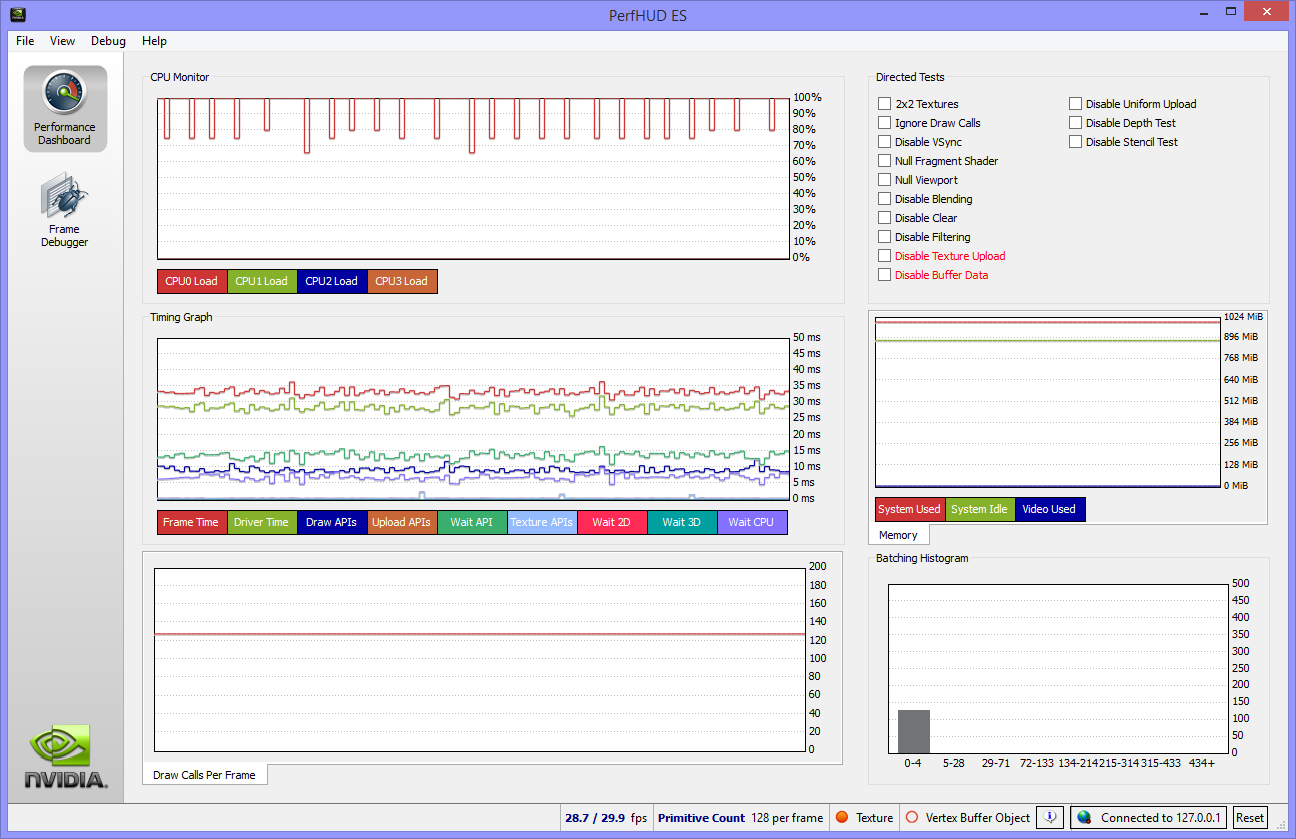 PerfHUD ES
File View Debug Help
Performance
Dashboard
Frame
Debugger
NVIDIA.
CPU Monitor
100%
90%
80%
70%
60%
50%
40%
30%
20%
10%
0%
CPU0 Load CPU1 Load CPU2 Load CPU3 Load
Timing Graph
50 ms
45 ms
40 ms
35 ms
30 ms
25 ms
20 ms
15 ms
10 ms
5 ms
0 ms
Frame Time Driver Time Draw APIs Upload APIs Wait API Texture APIs Wait 2D Wait 3D Wait CPU
200
180
160
140
120
100
80
60
40
20
0
Draw Calls Per Frame
Directed Tests
2x2 Textures
Ignore Draw Calls
Disable VSync
Null Fragment Shader
Null Viewport
Disable Blending
Disable Clear
Disable Filtering
Disable Texture Upload
Disable Buffer Data
Disable Uniform Upload
Disable Depth Test
Disable Stencil Test
1024 MiB
896 MiB
768 MiB
640 MiB
512 MiB
384 MiB
256 MiB
128 MiB
0 MiB
System Used System Idle Video Used
Memory
Batching Histogram
500
450
400
350
300
250
200
150
100
50
0
0-4 5-28 29-71 72-133 134-214 215-314 315-433 434+
28.7 / 29.9 fps Primitive Count 128 per frame Texture Vertex Buffer Object Connected to 127.0.0.1 Reset